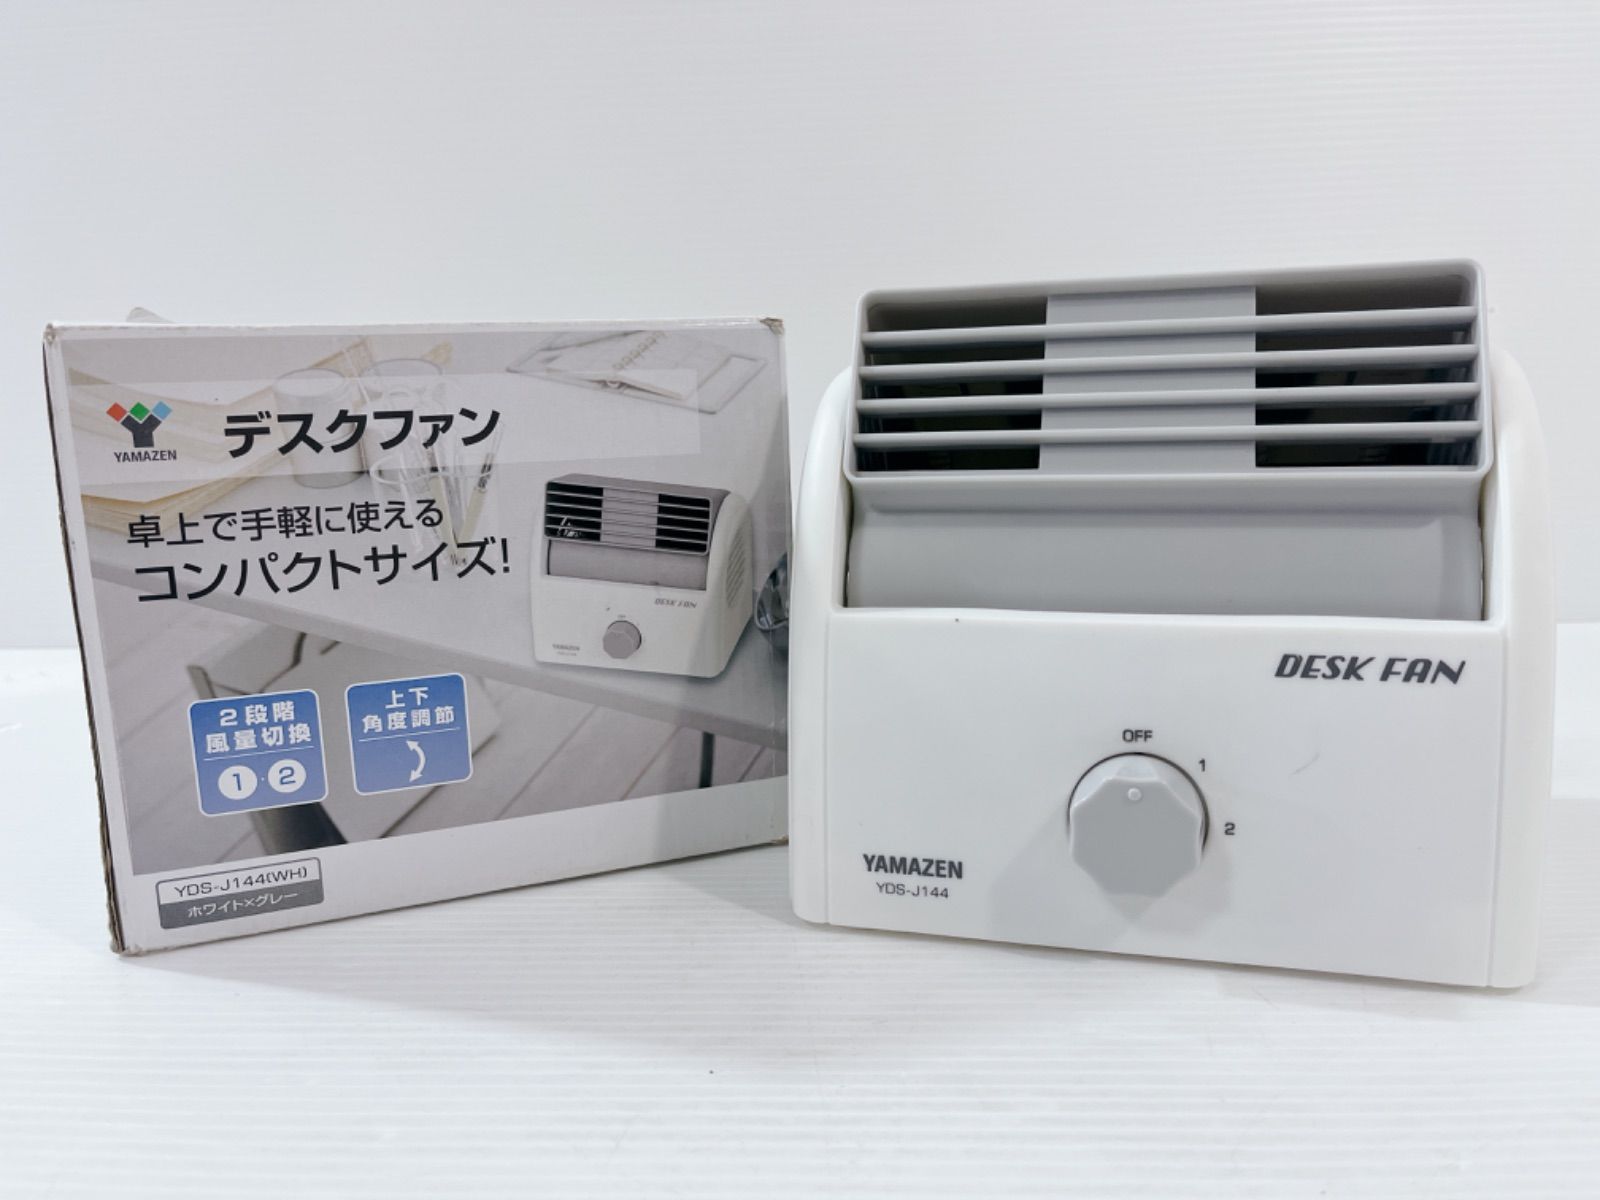 YAMAZEN
デスクファン
卓上で手軽に使える
コンパクトサイズ!
DESK FAN
OFF
YAMAZEN
2段階
風量切換
1・2
上下
角度調節
YDS-J144(WH)
ホワイト×グレー
DESK FAN
OFF
1
2
YAMAZEN
YDS-J144